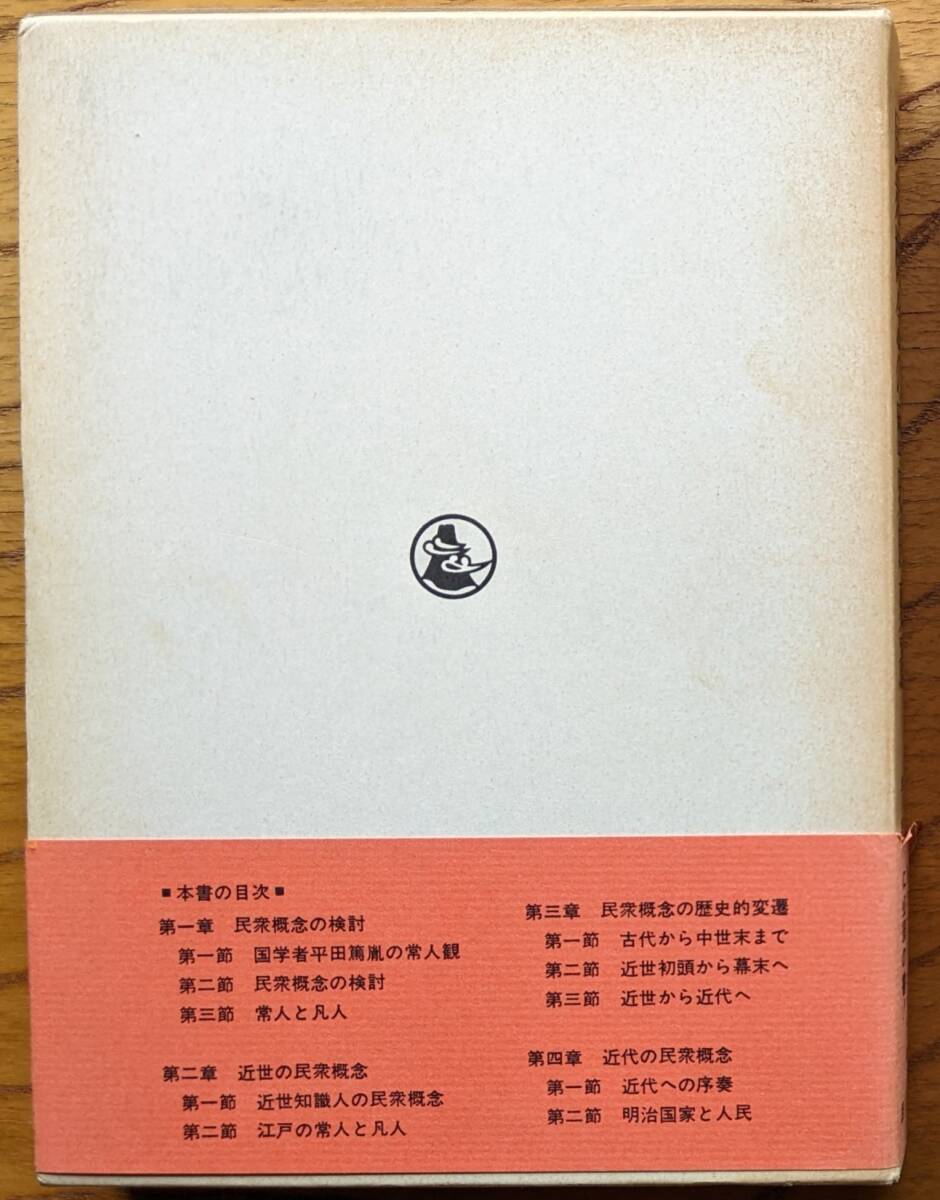 ■本書の目次■
第一章 民衆概念の検討
第一節 国学者平田篤胤の常人観
第二節 民衆概念の検討
第三節 常人と凡人
第二章 近世の民衆概念
第一節 近世知識人の民衆概念
第二節 江戸の常人と凡人
第三章 民衆概念の歴史的変遷
第一節 古代から中世末まで
第二節 近世初頭から幕末へ
第三節 近世から近代へ
第四章 近代の民衆概念
第一節 近代への序奏
第二節 明治国家と人民